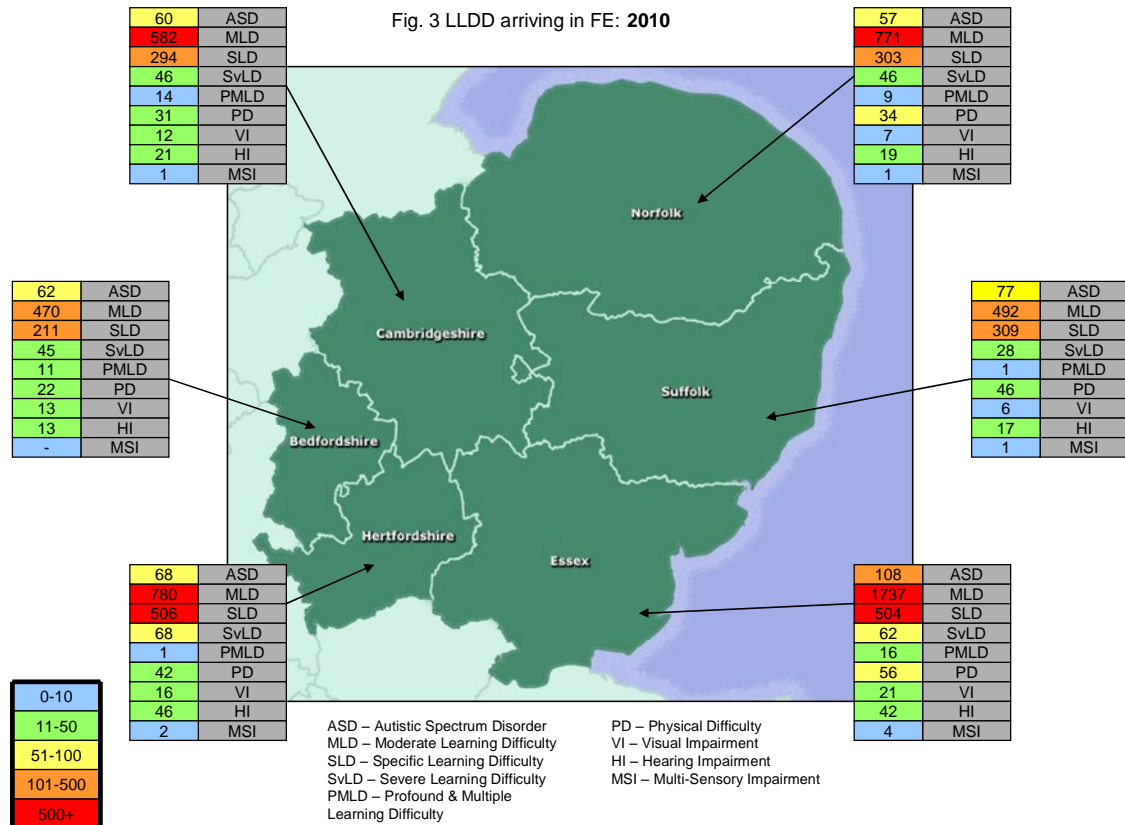 Fig. 3 LLDD arriving in FE: 2010
60 ASD
582 MLD
294 SLD
46 SvLD
14 PMLD
31 PD
12 VI
21 HI
1 MSI
57 ASD
771 MLD
303 SLD
46 SvLD
9 PMLD
34 PD
7 VI
19 HI
1 MSI
Norfolk
62 ASD
470 MLD
211 SLD
45 SvLD
11 PMLD
22 PD
13 VI
13 HI
- MSI
Cambridgeshire
Suffolk
Bedfordshire
77 ASD
492 MLD
309 SLD
28 SvLD
1 PMLD
46 PD
6 VI
17 HI
1 MSI
Hertfordshire
Essex
68 ASD
780 MLD
506 SLD
68 SvLD
1 PMLD
42 PD
16 VI
46 HI
2 MSI
108 ASD
1737 MLD
504 SLD
62 SvLD
16 PMLD
56 PD
21 VI
42 HI
4 MSI
0-10
11-50
51-100
101-500
500+
ASD – Autistic Spectrum Disorder
MLD – Moderate Learning Difficulty
SLD – Specific Learning Difficulty
SvLD – Severe Learning Difficulty
PMLD – Profound & Multiple
Learning Difficulty
PD – Physical Difficulty
VI – Visual Impairment
HI – Hearing Impairment
MSI – Multi-Sensory Impairment